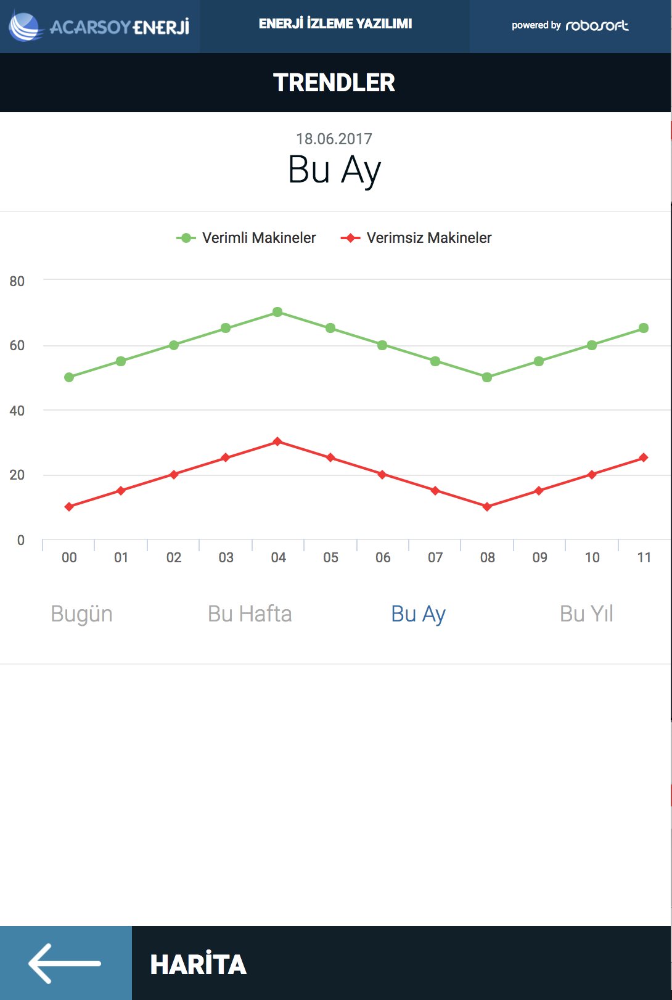 ACARSOY ENERJİ
ENERJİ İZLEME YAZILIMI
powered by robosoft
TRENDLER
18.06.2017
Bu Ay
Verimli Makineler Verimsiz Makineler
80
60
40
20
0
00 01 02 03 04 05 06 07 08 09 10 11
Bugün Bu Hafta Bu Ay Bu Yıl
HARİTA